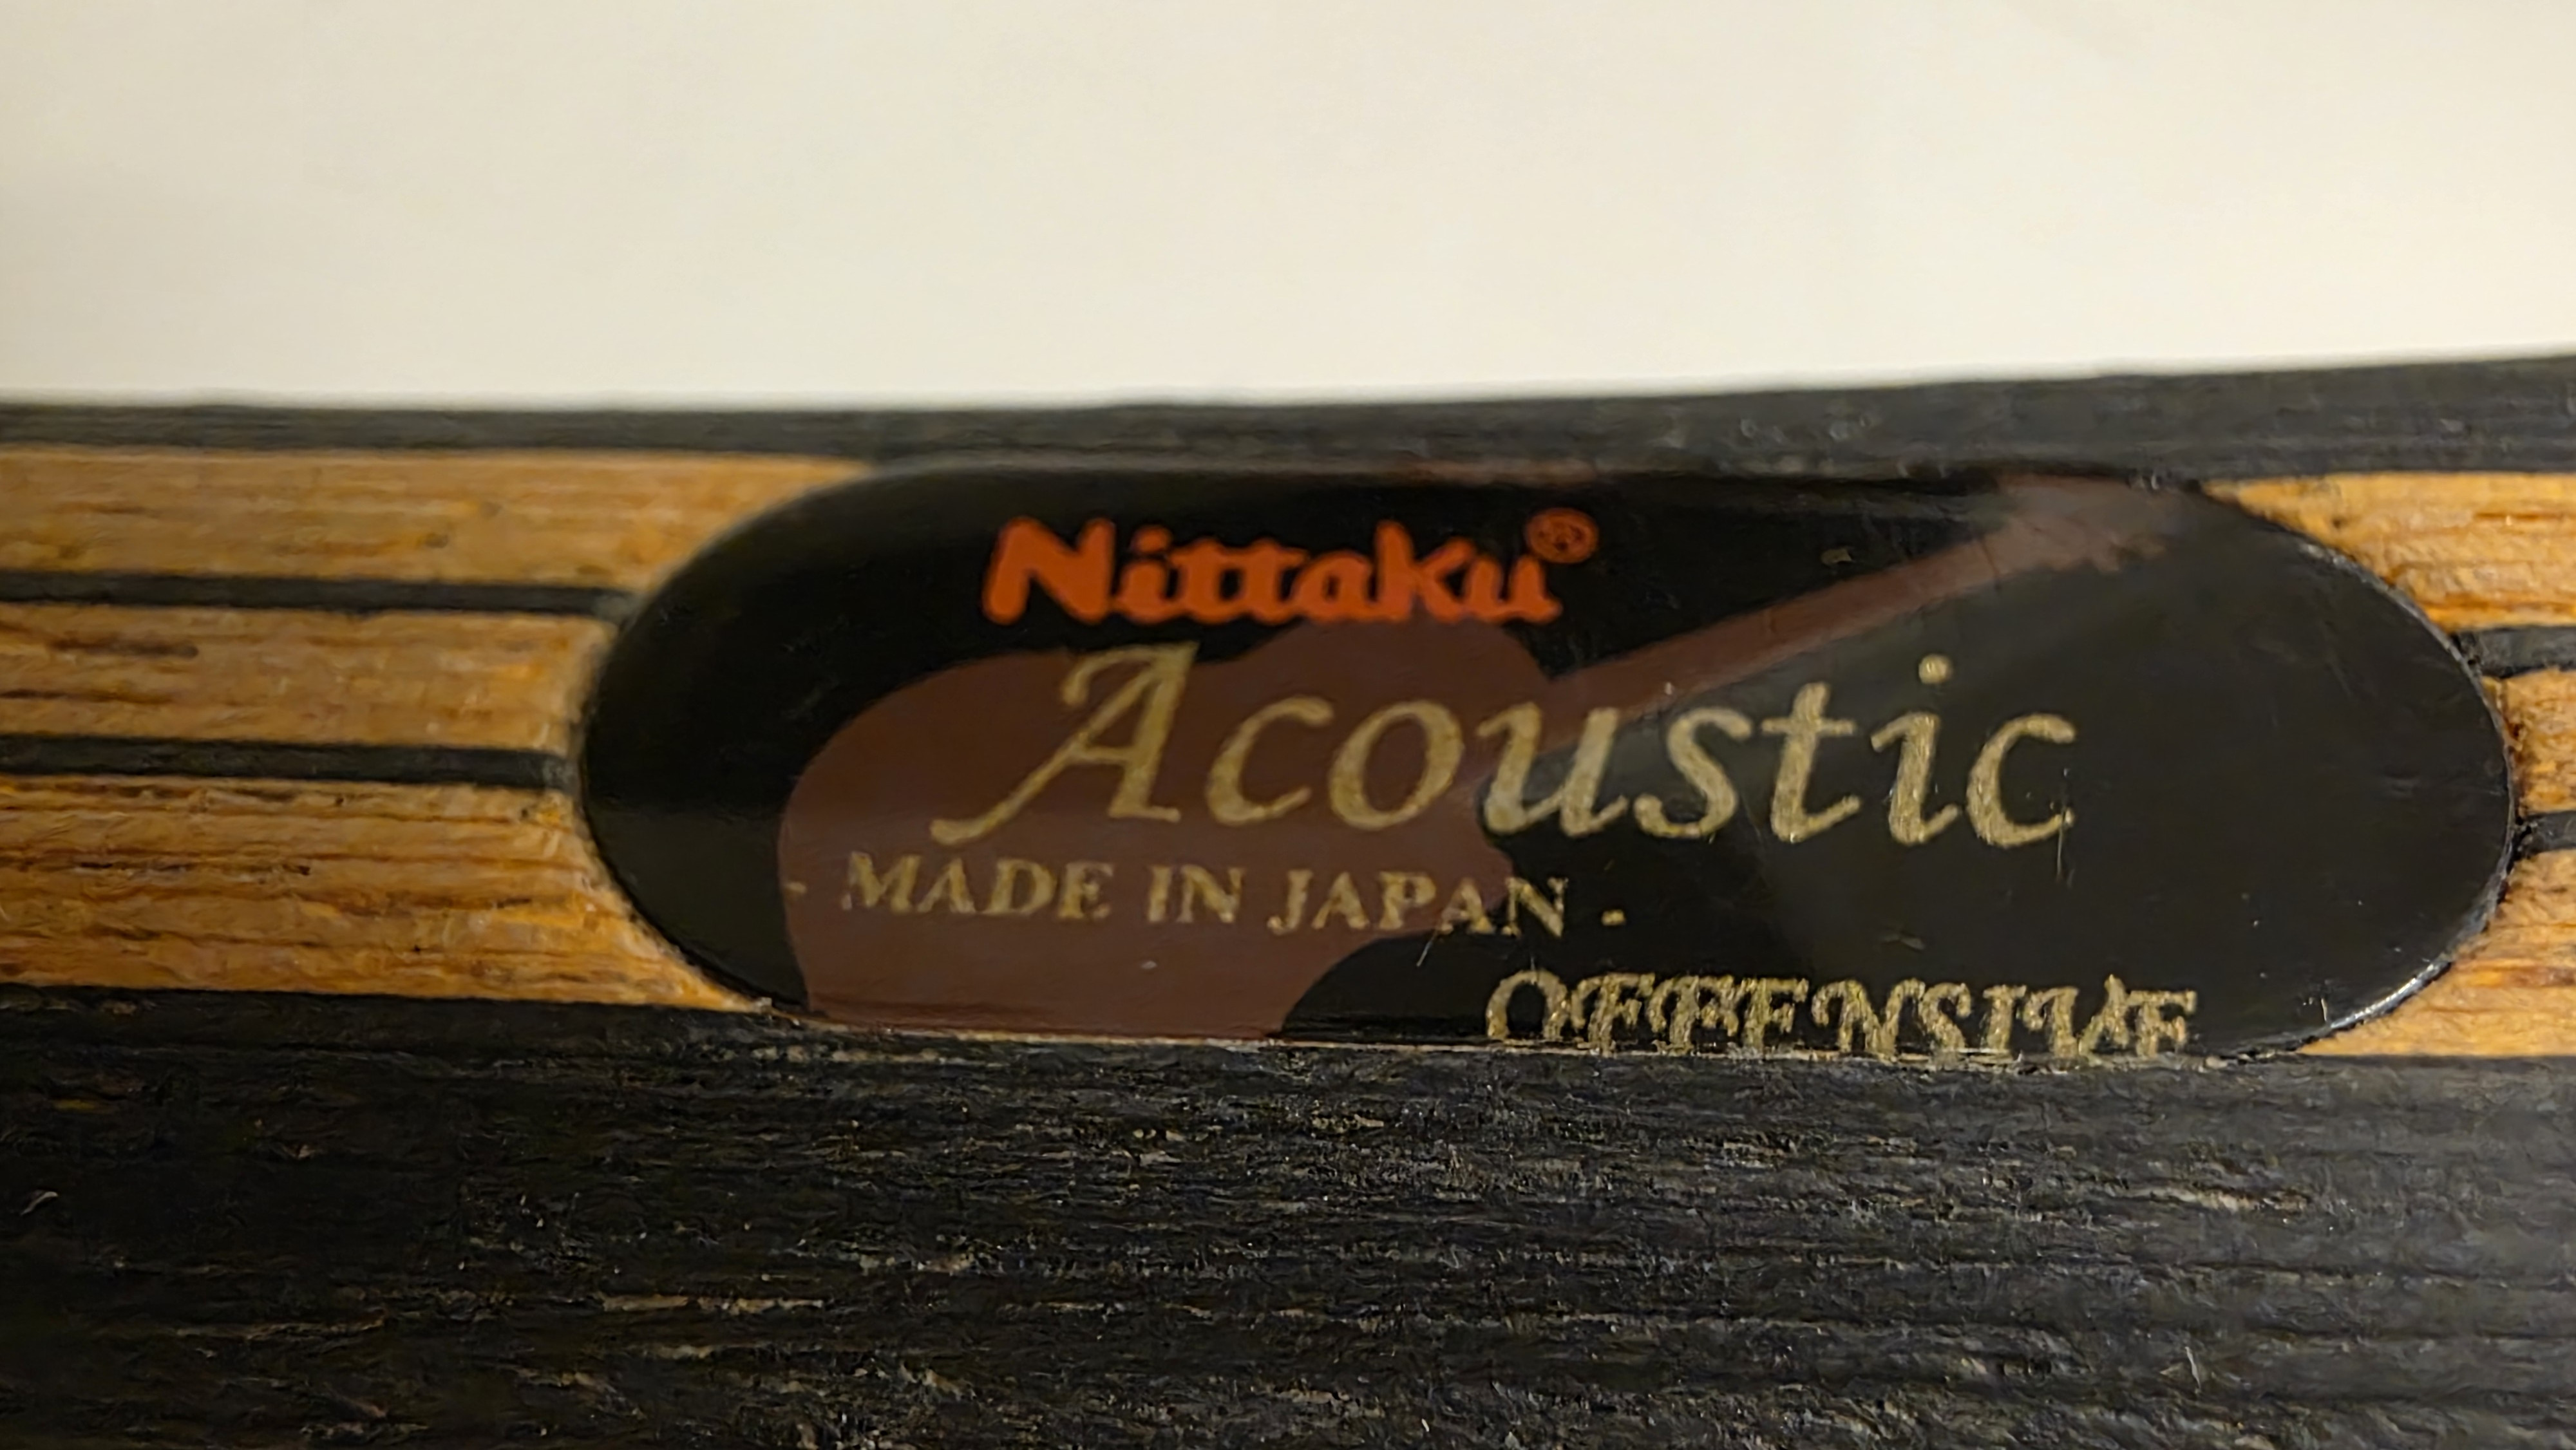 Nittaku®
Acoustic
- MADE IN JAPAN -
OFFENSIVE